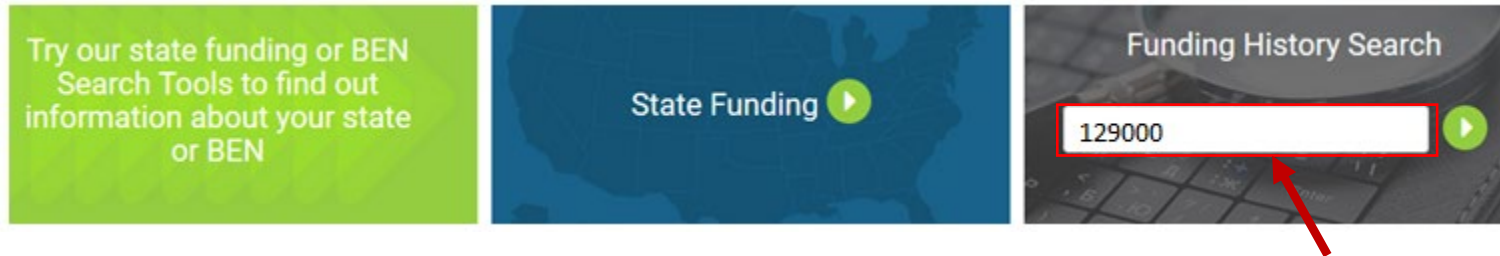 Try our state funding or BEN
Search Tools to find out
information about your state
or BEN
State Funding
Funding History Search
129000